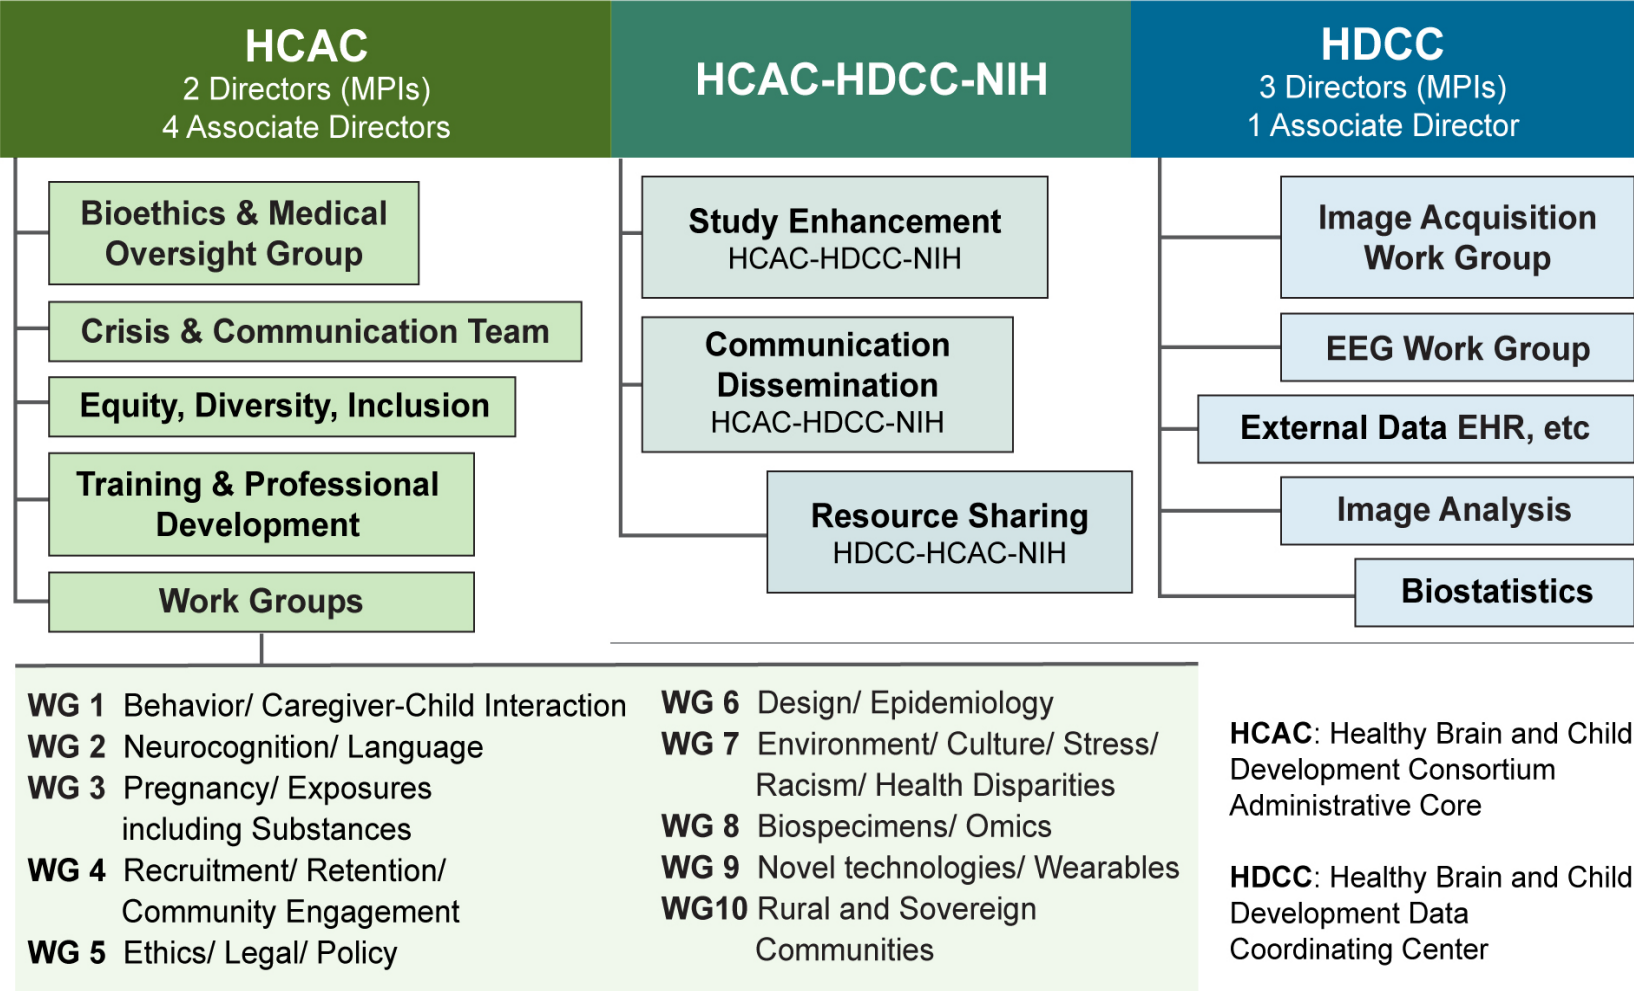 HCAC
2 Directors (MPIs)
4 Associate Directors
HCAC-HDCC-NIH
HDCC
3 Directors (MPIs)
1 Associate Director
Bioethics & Medical
Oversight Group
Crisis & Communication Team
Equity, Diversity, Inclusion
Training & Professional
Development
Work Groups
Study Enhancement
HCAC-HDCC-NIH
Communication
Dissemination
HCAC-HDCC-NIH
Resource Sharing
HDCC-HCAC-NIH
Image Acquisition
Work Group
EEG Work Group
External Data EHR, etc
Image Analysis
Biostatistics
WG 1 Behavior/ Caregiver-Child Interaction
WG 2 Neurocognition/ Language
WG 3 Pregnancy/ Exposures
including Substances
WG 4 Recruitment/ Retention/
Community Engagement
WG 5 Ethics/ Legal/ Policy
WG 6 Design/ Epidemiology
WG 7 Environment/ Culture/ Stress/
Racism/ Health Disparities
WG 8 Biospecimens/ Omics
WG 9 Novel technologies/ Wearables
WG10 Rural and Sovereign
Communities
HCAC: Healthy Brain and Child
Development Consortium
Administrative Core
HDCC: Healthy Brain and Child
Development Data
Coordinating Center